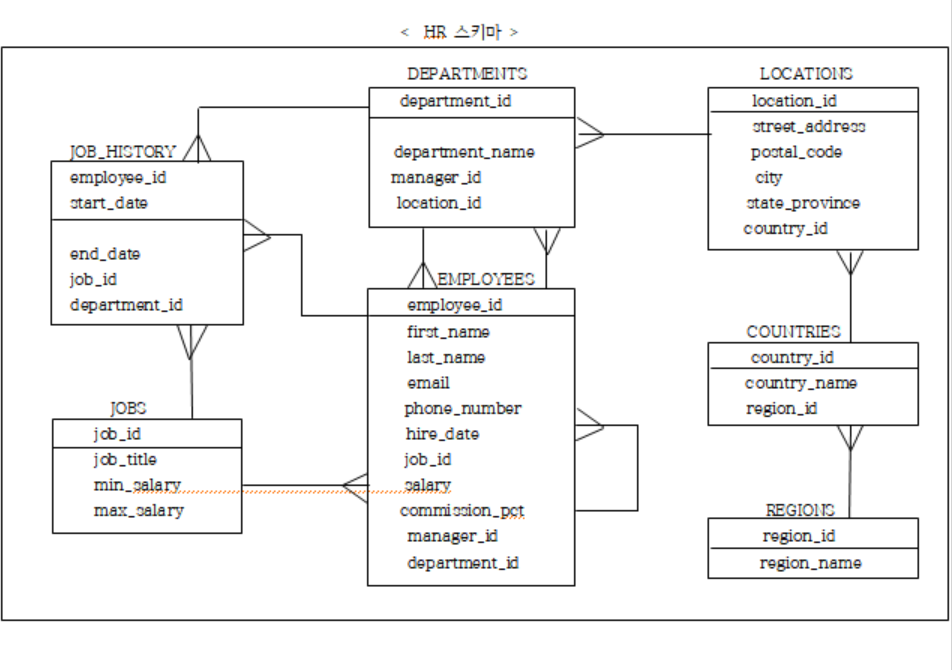 < HR 스키마 >
DEPARTMENTS
department_id
department_name
manager_id
location_id
LOCATIONS
location_id
street_address
postal_code
city
state_province
country_id
JOB_HISTORY
employee_id
start_date
end_date
job_id
department_id
EMPLOYEES
employee_id
first_name
last_name
email
phone_number
hire_date
job_id
salary
commission_pct
manager_id
department_id
COUNTRIES
country_id
country_name
region_id
JOBS
job_id
job_title
min_salary
max_salary
REGIONS
region_id
region_name